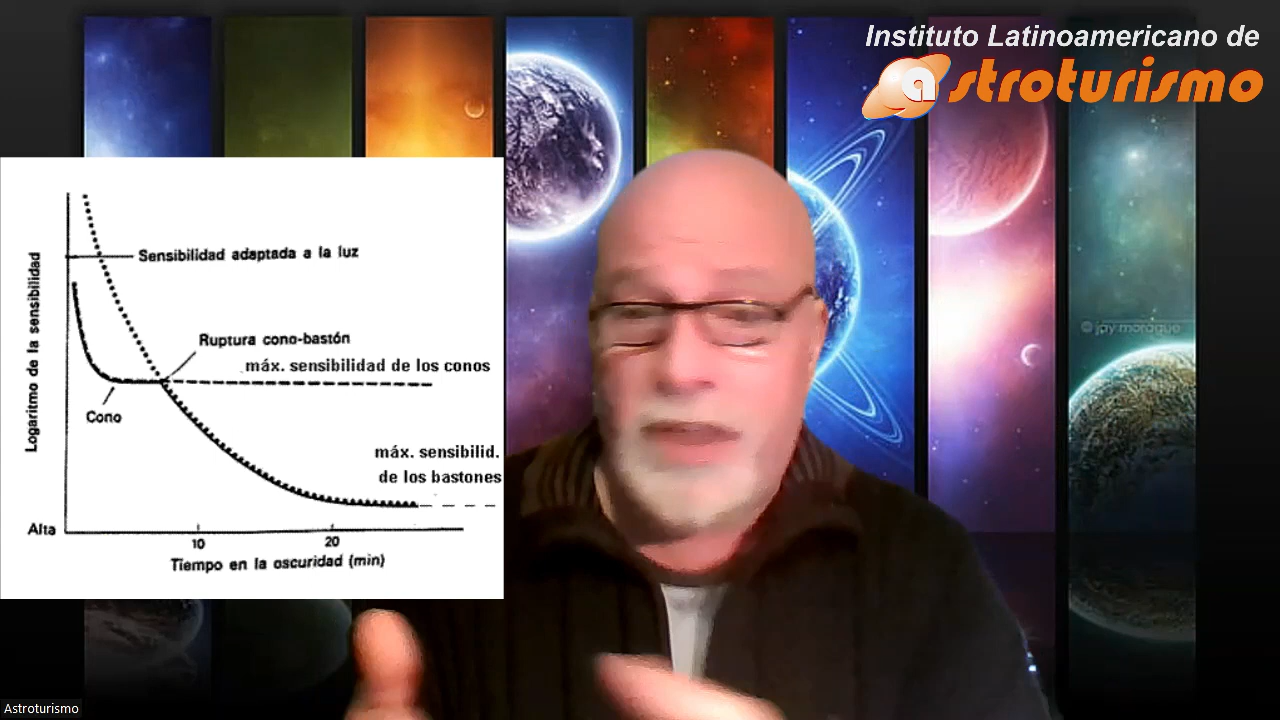 Instituto Latinoamericano de
astroturismo
Sensibilidad adaptada a la luz
Logaritmo de la sensibilidad
Ruptura cono-bastón
máx. sensibilidad de los conos
Cono
máx. sensibilid.
de los bastones
Alta
10
20
Tiempo en la oscuridad (min)
© jay moraque
Astroturismo